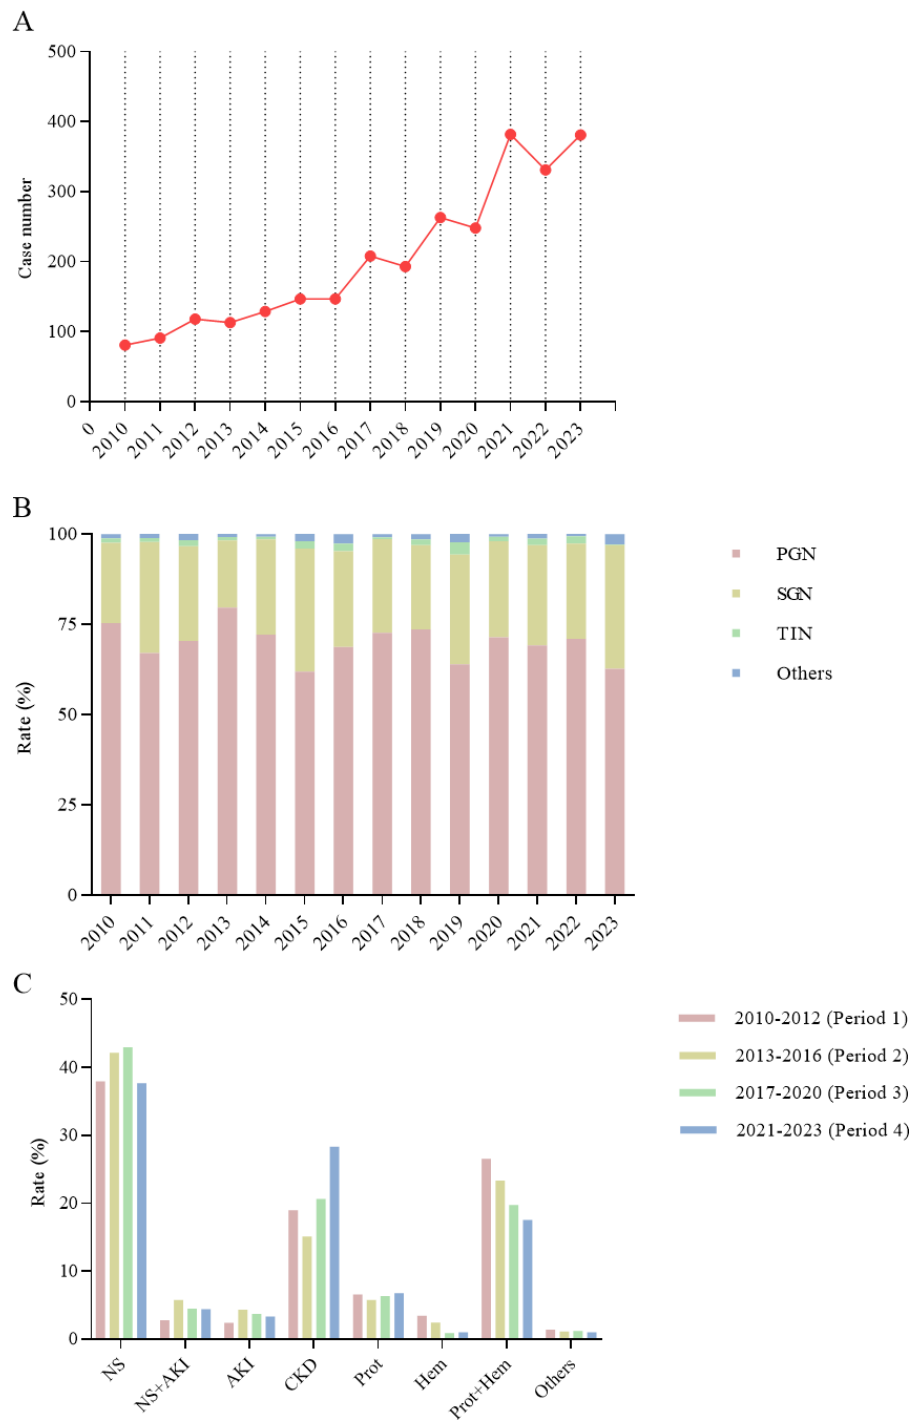 A
500
400
300
200
100
0
Case number
0 2010 2011 2012 2013 2014 2015 2016 2017 2018 2019 2020 2021 2022 2023
B
100
75
50
25
0
Rate (%)
2010 2011 2012 2013 2014 2015 2016 2017 2018 2019 2020 2021 2022 2023
PGN
SGN
TIN
Others
C
50
40
30
20
10
0
Rate (%)
NS NS+AKI AKI CKD Prot Hem Prot+Hem Others
2010-2012 (Period 1)
2013-2016 (Period 2)
2017-2020 (Period 3)
2021-2023 (Period 4)